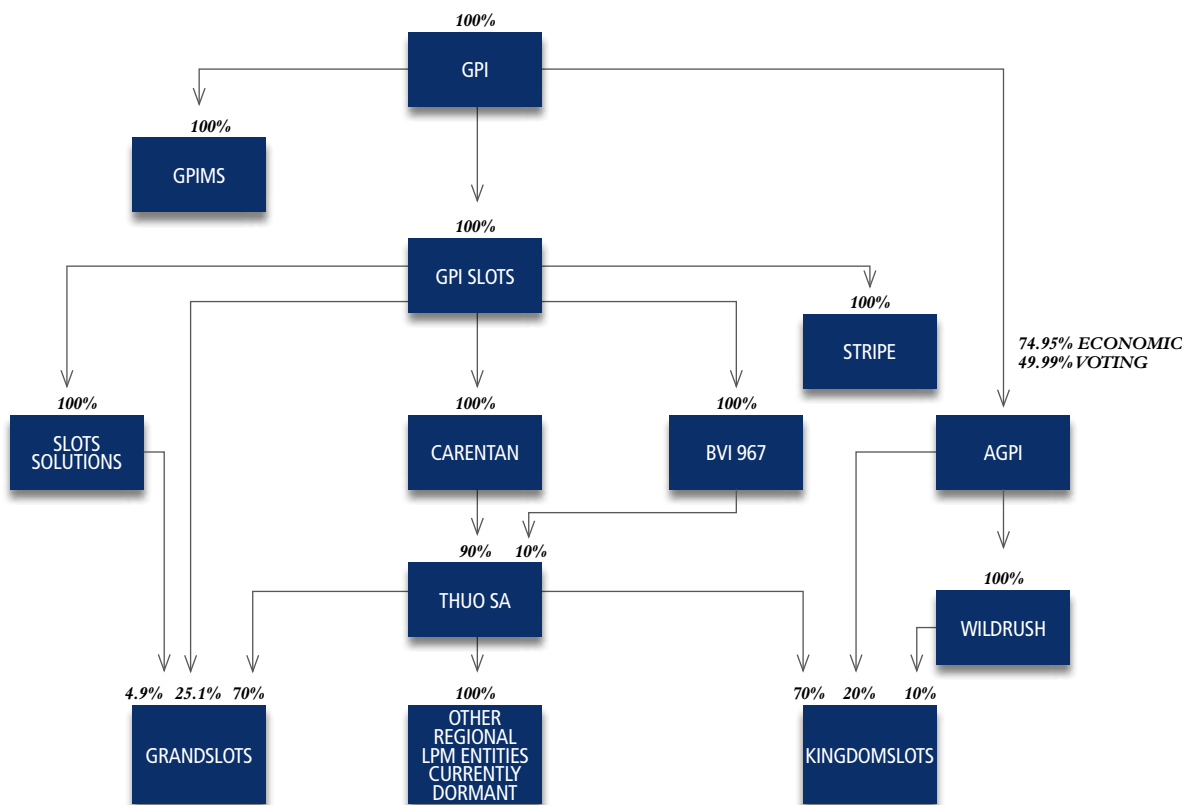 100%
GPI
100%
GPIMS
100%
GPI SLOTS
100%
STRIPE
74.95% ECONOMIC
49.99% VOTING
100%
SLOTS
SOLUTIONS
100%
CARENTAN
100%
BVI 967
AGPI
90% 10%
THUO SA
100%
WILDRUSH
4.9% 25.1% 70%
GRANDSLOTS
100%
OTHER
REGIONAL
LPM ENTITIES
CURRENTLY
DORMANT
70% 20% 10%
KINGDOMSLOTS